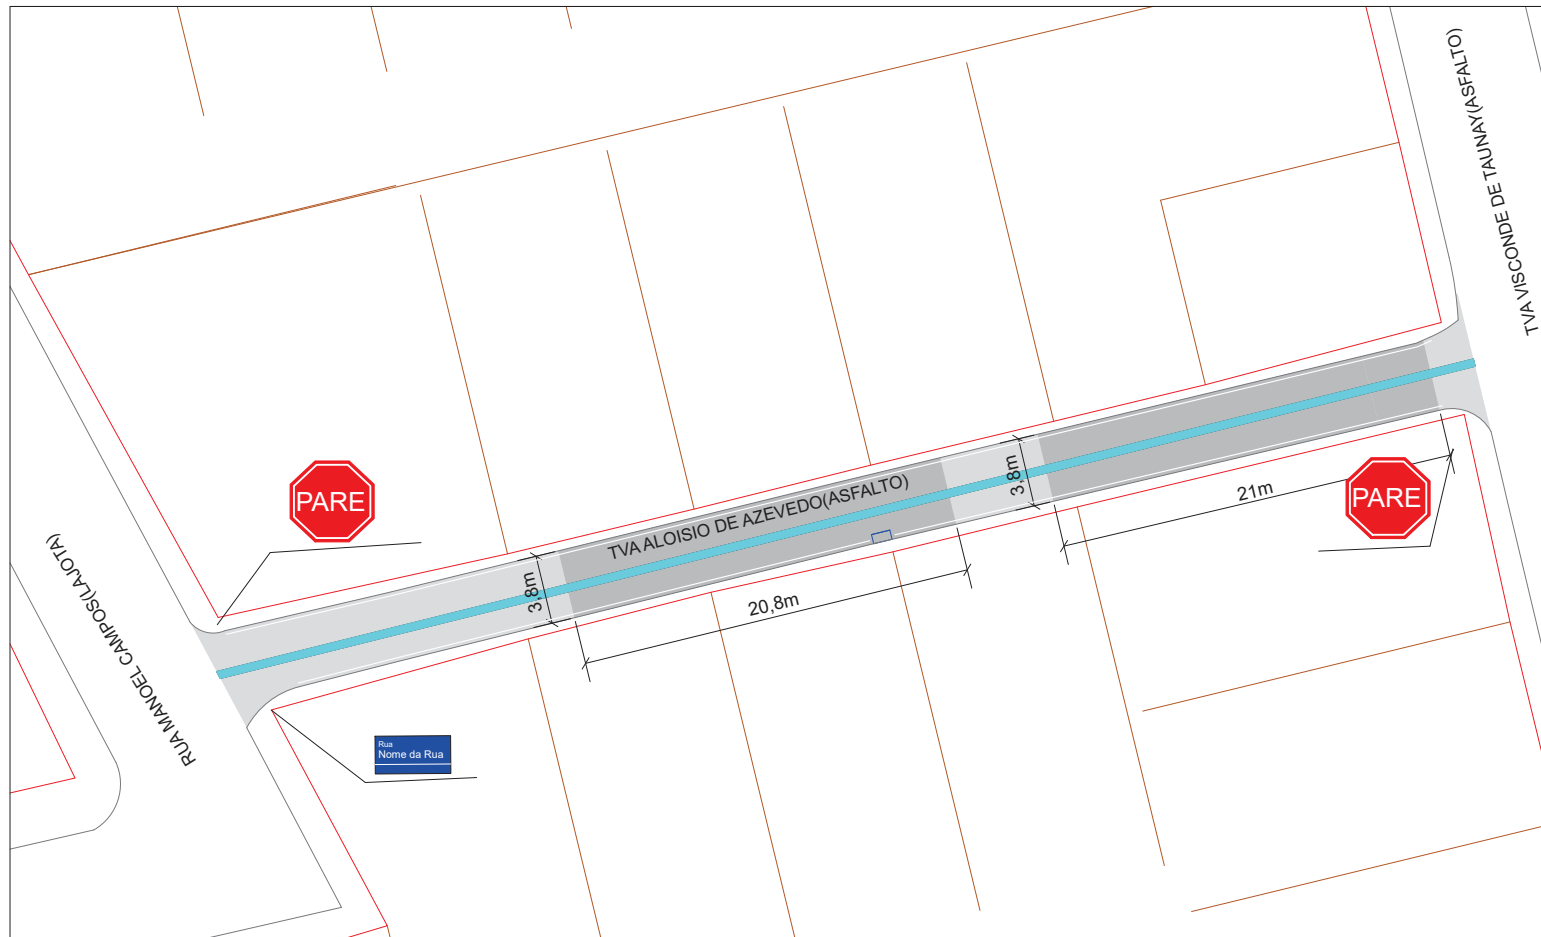 TVA VISCONDE DE TAUNAY(ASFALTO)
PARE
TVA ALOISIO DE AZEVEDO(ASFALTO)
3,8m
21m
PARE
3,8m
20,8m
RUA MANOEL CAMPOS(LAJOTA)
Rua
Nome da Rua